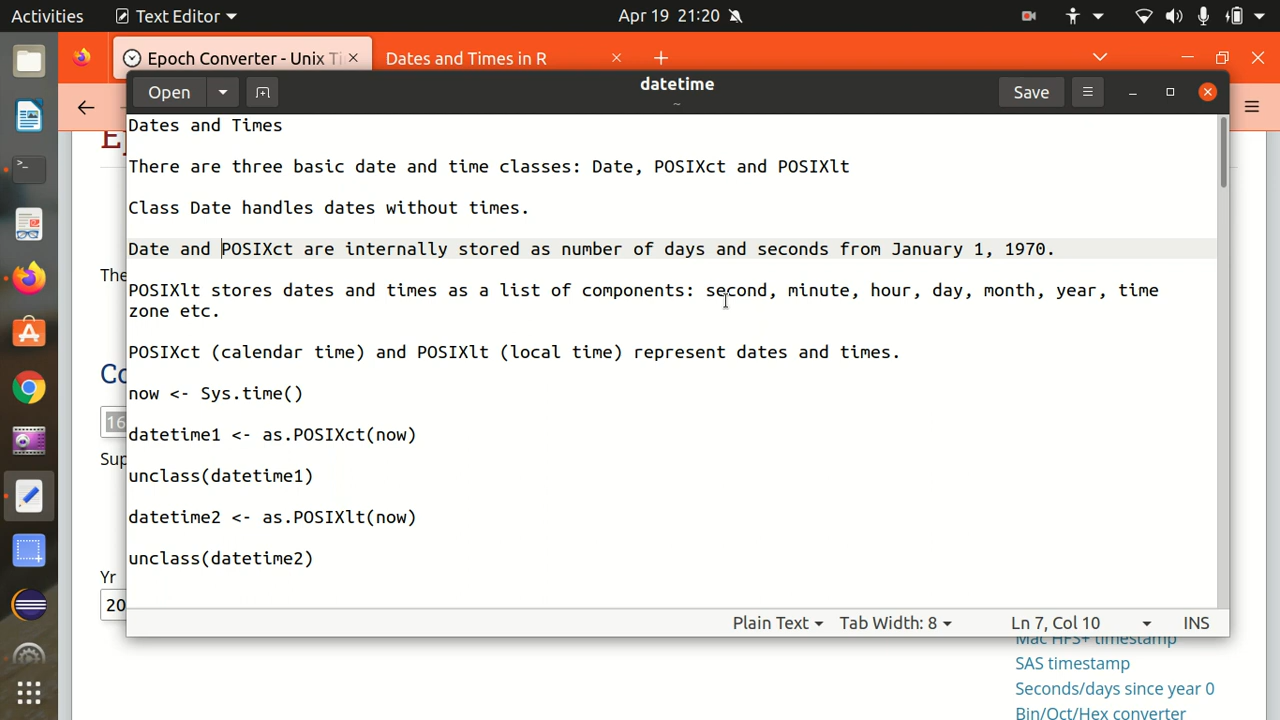 Activities Text Editor Apr 19 21:20
Epoch Converter - Unix Ti Dates and Times in R
Open datetime Save
~
Dates and Times
There are three basic date and time classes: Date, POSIXct and POSIXlt
Class Date handles dates without times.
Date and POSIXct are internally stored as number of days and seconds from January 1, 1970.
The
POSIXlt stores dates and times as a list of components: second, minute, hour, day, month, year, time
zone etc.
POSIXct (calendar time) and POSIXlt (local time) represent dates and times.
Co
now <- Sys.time()
16
datetime1 <- as.POSIXct(now)
Sup
unclass(datetime1)
datetime2 <- as.POSIXlt(now)
unclass(datetime2)
Yr
20
Plain Text Tab Width: 8 Ln 7, Col 10 INS
Mac HFS+ timestamp
SAS timestamp
Seconds/days since year 0
Bin/Oct/Hex converter